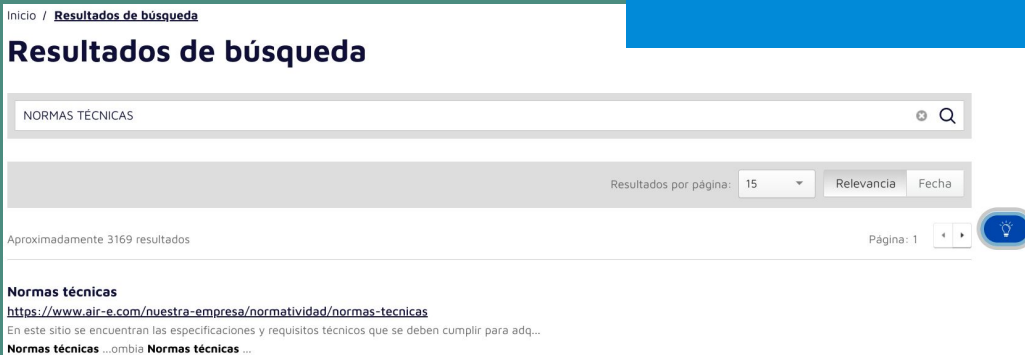 Inicio / Resultados de búsqueda
Resultados de búsqueda
NORMAS TÉCNICAS
Resultados por página: 15 Relevancia Fecha
Aproximadamente 3169 resultados Página: 1
Normas técnicas
https://www.air-e.com/nuestra-empresa/normatividad/normas-tecnicas
En este sitio se encuentran las especificaciones y requisitos técnicos que se deben cumplir para adq...
Normas técnicas ...ombia Normas técnicas ...